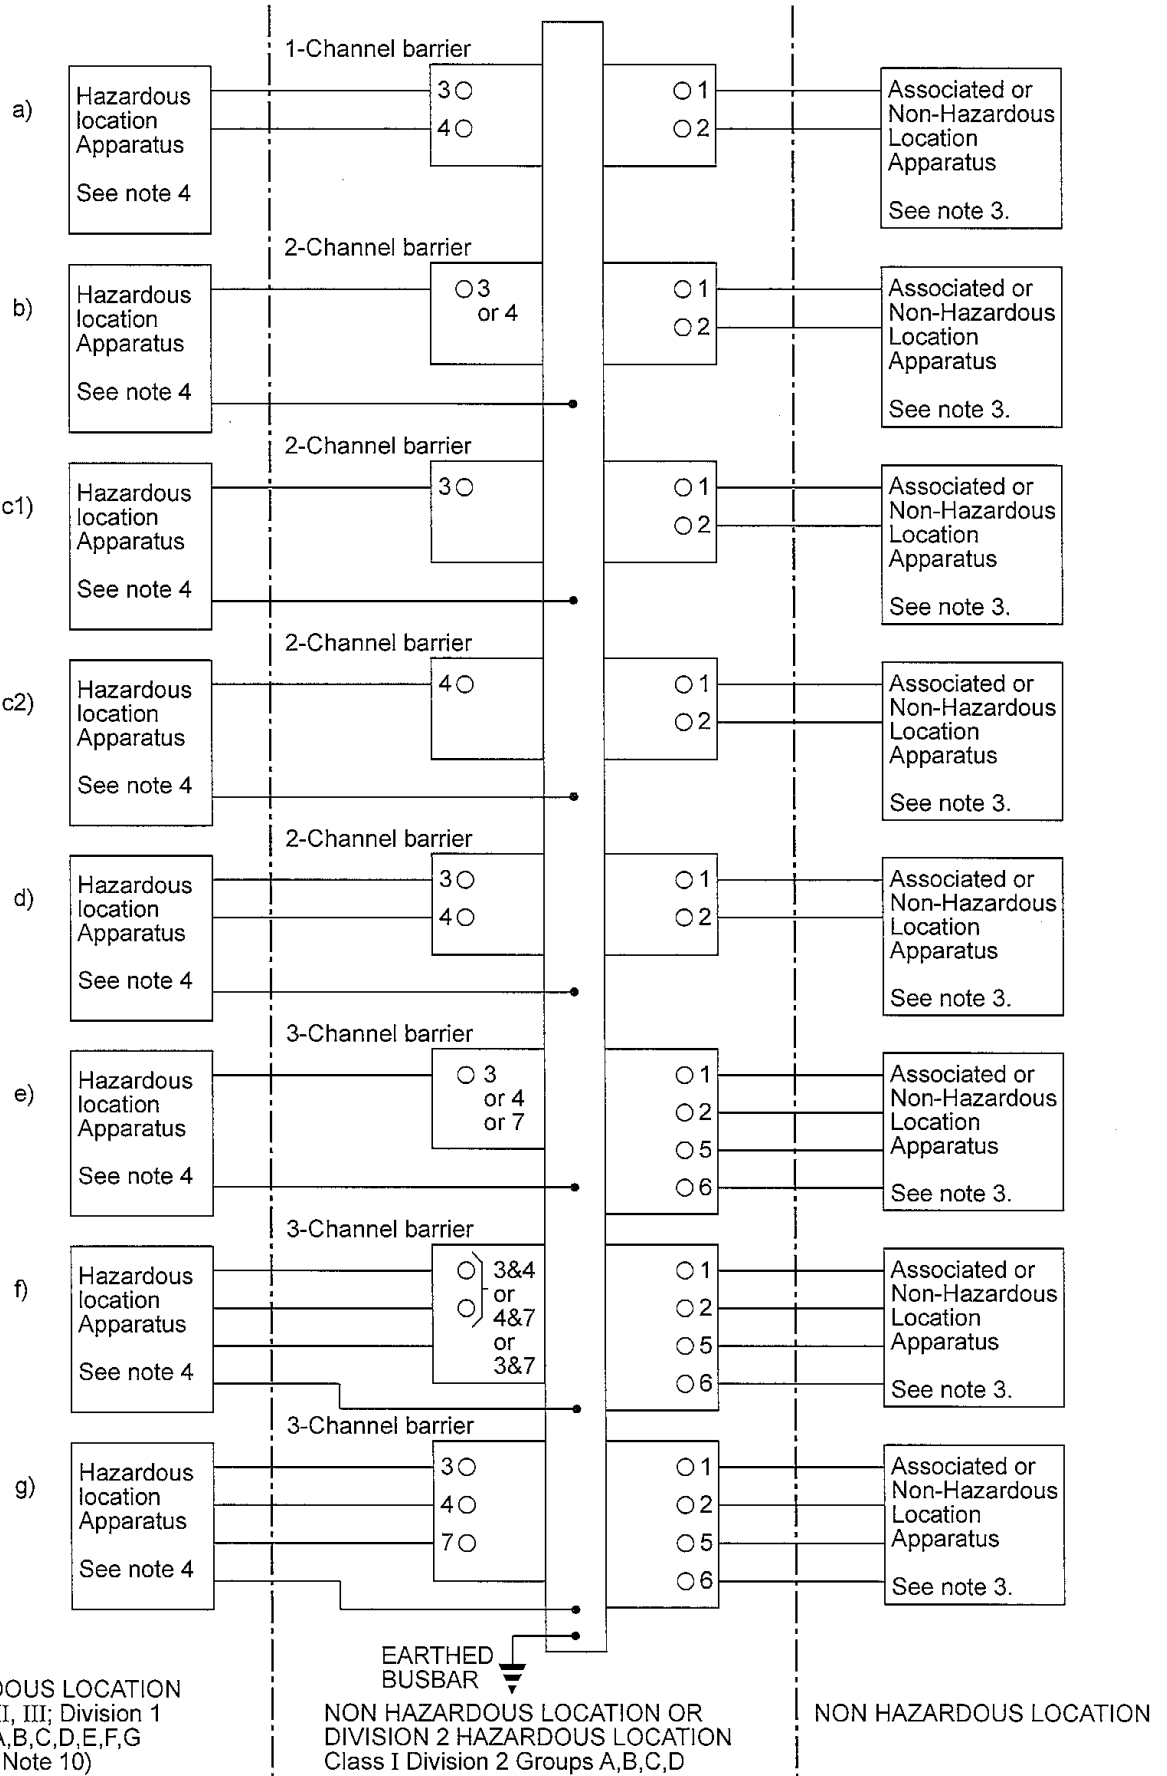 1-Channel barrier
a)
Hazardous
location
Apparatus
See note 4
3
4
1
2
Associated or
Non-Hazardous
Location
Apparatus
See note 3.
2-Channel barrier
b)
Hazardous
location
Apparatus
See note 4
3
or 4
1
2
Associated or
Non-Hazardous
Location
Apparatus
See note 3.
2-Channel barrier
c1)
Hazardous
location
Apparatus
See note 4
3
1
2
Associated or
Non-Hazardous
Location
Apparatus
See note 3.
2-Channel barrier
c2)
Hazardous
location
Apparatus
See note 4
4
1
2
Associated or
Non-Hazardous
Location
Apparatus
See note 3.
2-Channel barrier
d)
Hazardous
location
Apparatus
See note 4
3
4
1
2
Associated or
Non-Hazardous
Location
Apparatus
See note 3.
3-Channel barrier
e)
Hazardous
location
Apparatus
See note 4
3
or 4
or 7
1
2
5
6
Associated or
Non-Hazardous
Location
Apparatus
See note 3.
3-Channel barrier
f)
Hazardous
location
Apparatus
See note 4
3&4
or
4&7
or
3&7
1
2
5
6
Associated or
Non-Hazardous
Location
Apparatus
See note 3.
3-Channel barrier
g)
Hazardous
location
Apparatus
See note 4
3
4
7
1
2
5
6
Associated or
Non-Hazardous
Location
Apparatus
See note 3.
EARTHED
BUSBAR
LOCATION
III; Division 1
A,B,C,D,E,F,G
Note 10)
NON HAZARDOUS LOCATION OR
DIVISION 2 HAZARDOUS LOCATION
Class I Division 2 Groups A,B,C,D
NON HAZARDOUS LOCATION